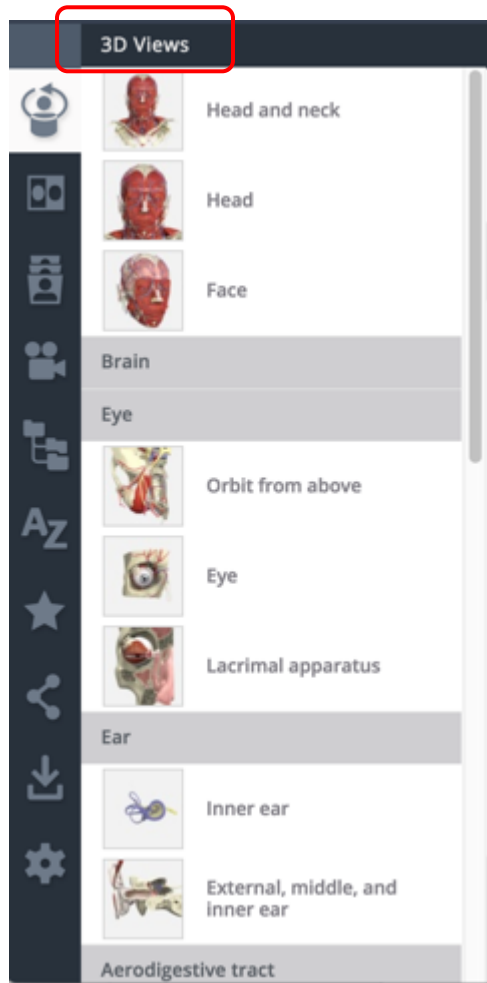 3D Views
Head and neck
Head
Face
Brain
Eye
Orbit from above
Eye
Lacrimal apparatus
Ear
Inner ear
External, middle, and
inner ear
Aerodigestive tract
AZ